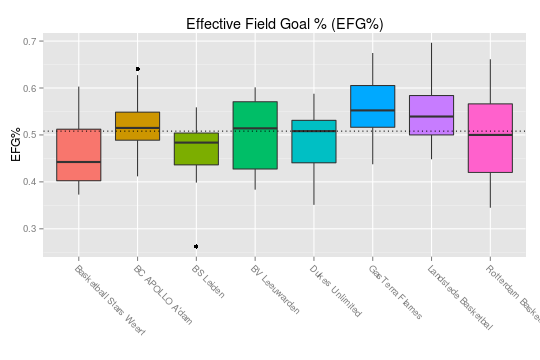 Effective Field Goal % (EFG%)
0.7
0.6
0.5
0.4
0.3
EFG%
Basketball Stars Weert
BC APOLLO A'dam
BS Leiden
BV Leeuwarden
Dukes Unlimited
GasTerra Flames
Landstede Basketbal
Rotterdam Baske